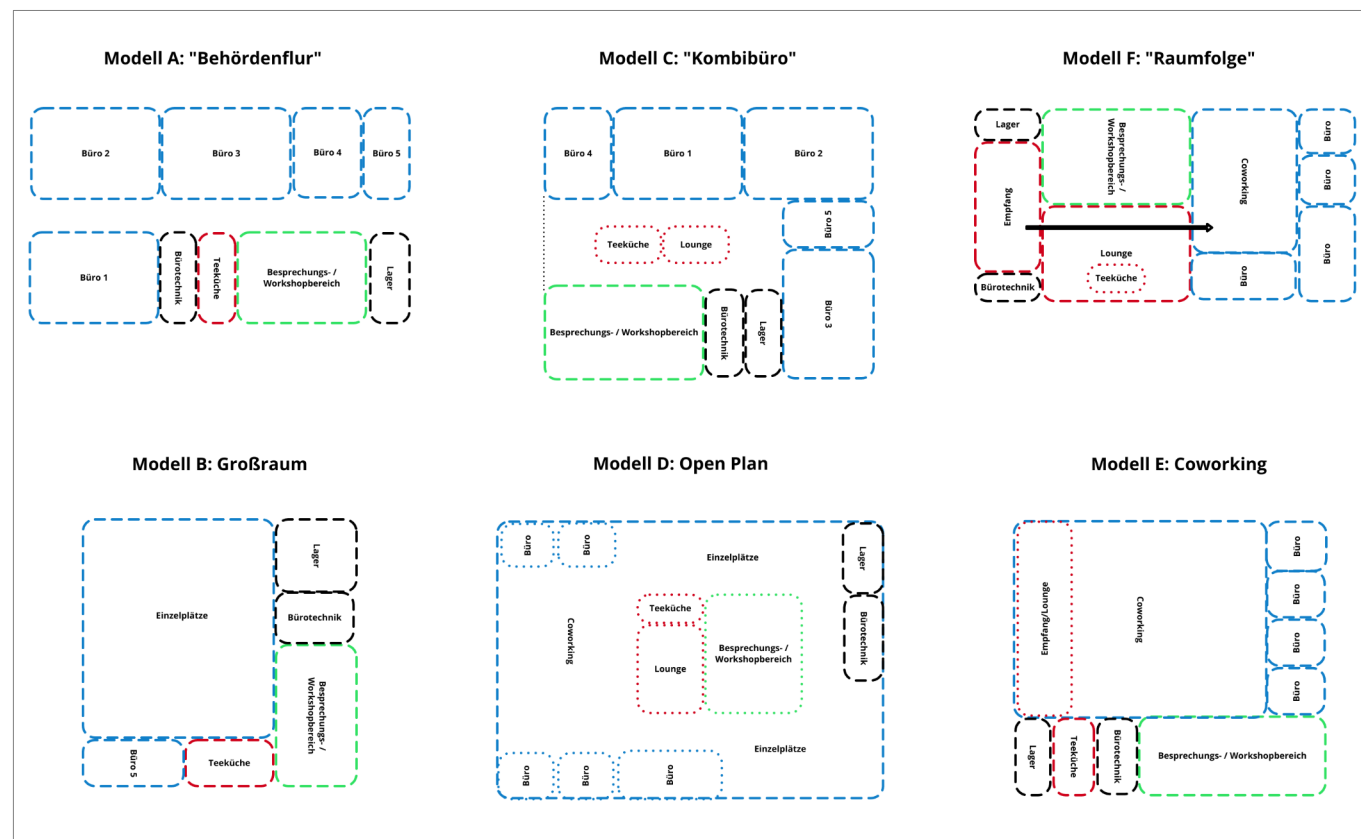 Modell A: "Behördenflur"
Büro 2
Büro 3
Büro 4
Büro 5
Büro 1
Bürotechnik
Teeküche
Besprechungs- /
Workshopbereich
Lager
Modell C: "Kombibüro"
Büro 4
Büro 1
Büro 2
Büro 5
Teeküche
Lounge
Büro 3
Besprechungs- / Workshopbereich
Bürotechnik
Lager
Modell F: "Raumfolge"
Lager
Besprechungs- /
Workshopbereich
Coworking
Büro
Büro
Empfang
Lounge
Teeküche
Büro
Büro
Bürotechnik
Modell B: Großraum
Einzelplätze
Lager
Bürotechnik
Besprechungs- /
Workshopbereich
Büro 5
Teeküche
Modell D: Open Plan
Büro
Büro
Einzelplätze
Lager
Teeküche
Coworking
Lounge
Besprechungs- /
Workshopbereich
Bürotechnik
Einzelplätze
Büro
Büro
Büro
Modell E: Coworking
Empfang/Lounge
Coworking
Büro
Büro
Büro
Büro
Lager
Teeküche
Bürotechnik
Besprechungs- / Workshopbereich